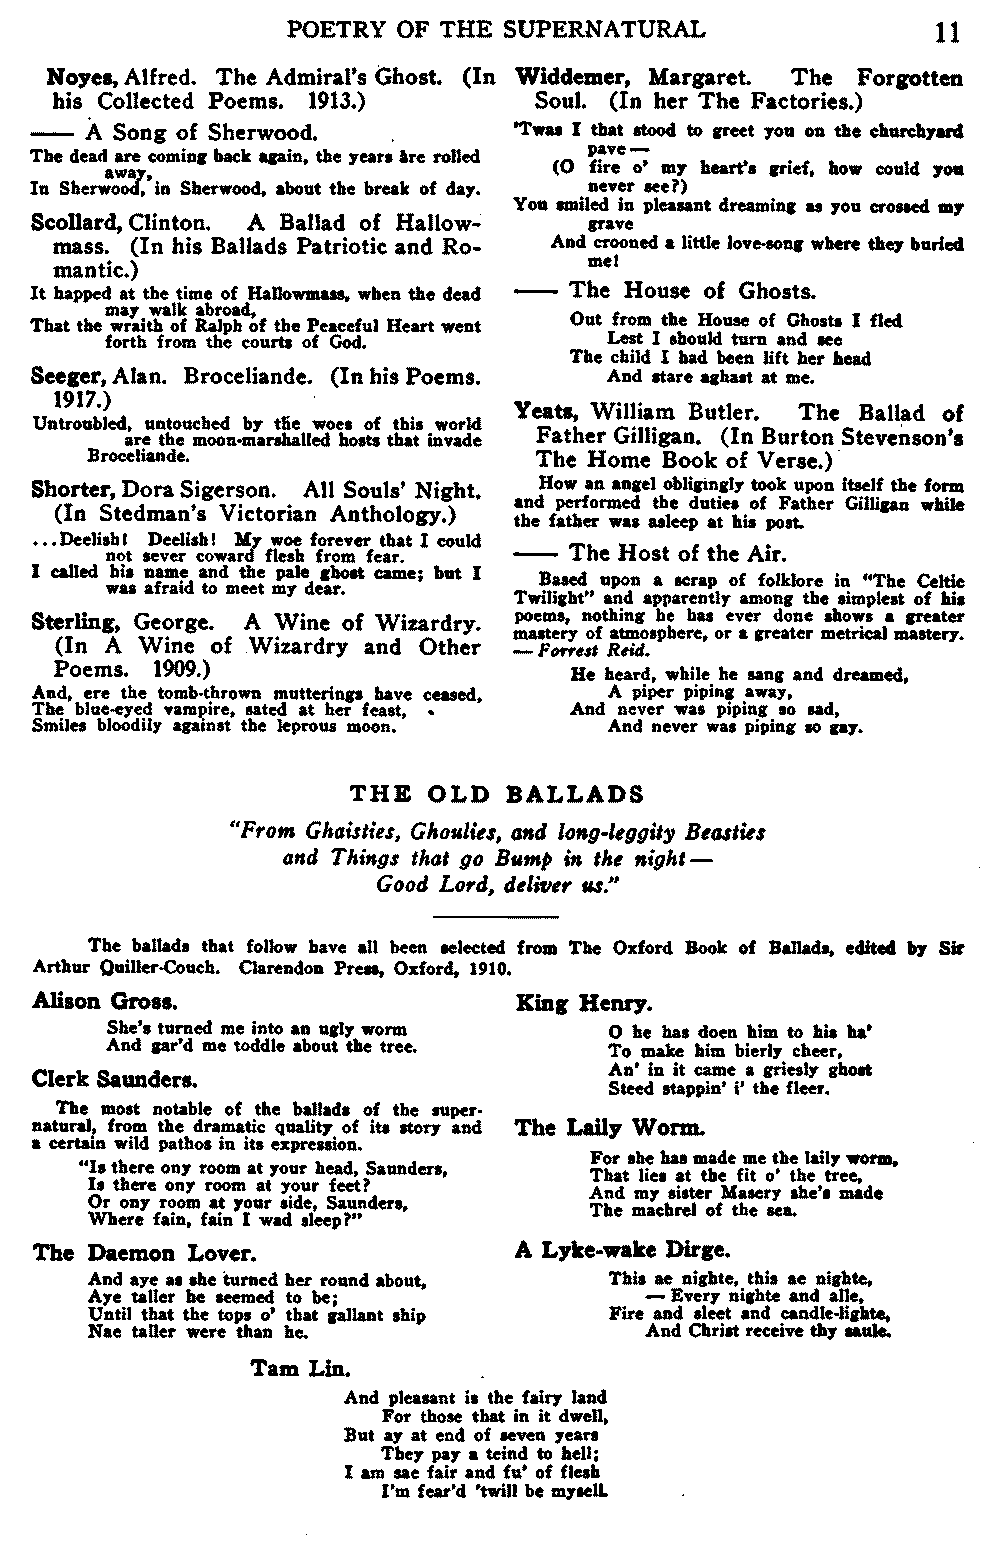 POETRY OF THE SUPERNATURAL 11
Noyes, Alfred. The Admiral's Ghost. (In
his Collected Poems. 1913.)
— A Song of Sherwood.
The dead are coming back again, the years are rolled
away,
In Sherwood, in Sherwood, about the break of day.
Scollard, Clinton. A Ballad of Hallow-
mass. (In his Ballads Patriotic and Ro-
mantic.)
It happed at the time of Hallowmass, when the dead
may walk abroad,
That the wraith of Ralph of the Peaceful Heart went
forth from the courts of God.
Seeger, Alan. Broceliande. (In his Poems.
1917.)
Untroubled, untouched by the woes of this world
are the moon-marshalled hosts that invade
Broceliande.
Shorter, Dora Sigerson. All Souls' Night.
(In Stedman's Victorian Anthology.)
...Deelish! Deelish! My woe forever that I could
not sever coward flesh from fear.
I called his name and the pale ghost came; but I
was afraid to meet my dear.
Sterling, George. A Wine of Wizardry.
(In A Wine of Wizardry and Other
Poems. 1909.)
And, ere the tomb-thrown mutterings have ceased,
The blue-eyed vampire, sated at her feast,
Smiles bloodily against the leprous moon.
Widdemer, Margaret. The Forgotten
Soul. (In her The Factories.)
'Twas I that stood to greet you on the churchyard
pave—
(O fire o' my heart's grief, how could you
never see?)
You smiled in pleasant dreaming as you crossed my
grave
And crooned a little love-song where they buried
me!
— The House of Ghosts.
Out from the House of Ghosts I fled
Lest I should turn and see
The child I had been lift her head
And stare aghast at me.
Yeats, William Butler. The Ballad of
Father Gilligan. (In Burton Stevenson's
The Home Book of Verse.)
How an angel obligingly took upon itself the form
and performed the duties of Father Gilligan while
the father was asleep at his post.
— The Host of the Air.
Based upon a scrap of folklore in "The Celtic
Twilight" and apparently among the simplest of his
poems, nothing he has ever done shows a greater
mastery of atmosphere, or a greater metrical mastery.
— Forrest Reid.
He heard, while he sang and dreamed,
A piper piping away,
And never was piping so sad,
And never was piping so gay.
THE OLD BALLADS
"From Ghaisties, Ghoulies, and long-leggity Beasties
and Things that go Bump in the night—
Good Lord, deliver us."
The ballads that follow have all been selected from The Oxford Book of Ballads, edited by Sir
Arthur Quiller-Couch. Clarendon Press, Oxford, 1910.
Alison Gross.
She's turned me into an ugly worm
And gar'd me toddle about the tree.
Clerk Saunders.
The most notable of the ballads of the super-
natural, from the dramatic quality of its story and
a certain wild pathos in its expression.
"Is there ony room at your head, Saunders,
Is there ony room at your feet?
Or ony room at your side, Saunders,
Where fain, fain I wad sleep?"
The Daemon Lover.
And aye as she turned her round about,
Aye taller he seemed to be;
Until that the tops o' that gallant ship
Nae taller were than he.
King Henry.
O he has doen him to his ha'
To make him bierly cheer,
An' in it came a griesly ghost
Steed stappin' i' the fleer.
The Laily Worm.
For she has made me the laily worm,
That lies at the fit o' the tree,
And my sister Masery she's made
The machrel of the sea.
A Lyke-wake Dirge.
This ae nighte, this ae nighte,
— Every nighte and alle,
Fire and sleet and candle-lighte,
And Christ receive thy saule.
Tam Lin.
And pleasant is the fairy land
For those that in it dwell,
But ay at end of seven years
They pay a teind to hell;
I am sae fair and fu' of flesh
I'm fear'd 'twill be mysell.